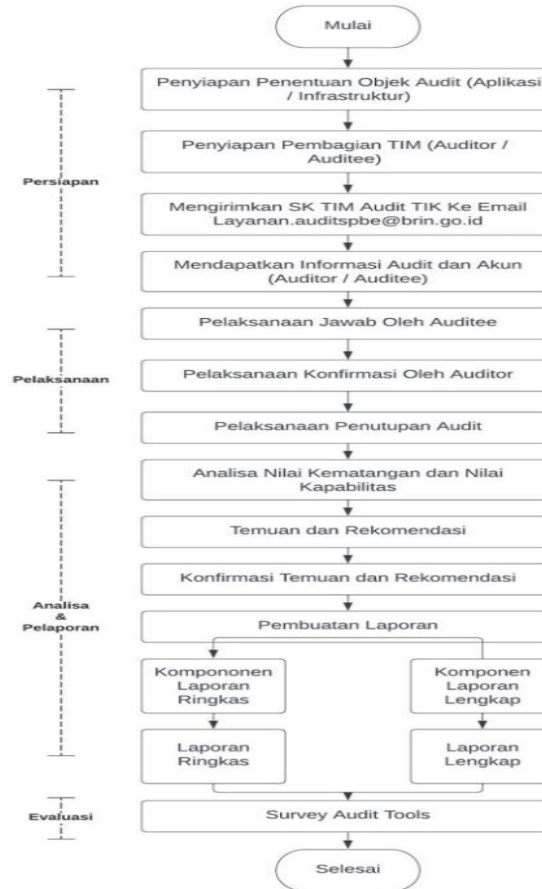 Mulai
Penyiapan Penentuan Objek Audit (Aplikasi
/ Infrastruktur)
Penyiapan Pembagian TIM (Auditor /
Auditee)
Persiapan
Mengirimkan SK TIM Audit TIK Ke Email
Layanan.auditspbe@brin.go.id
Mendapatkan Informasi Audit dan Akun
(Auditor / Auditee)
Pelaksanaan Jawab Oleh Auditee
Pelaksanaan
Pelaksanaan Konfirmasi Oleh Auditor
Pelaksanaan Penutupan Audit
Analisa Nilai Kematangan dan Nilai
Kapabilitas
Temuan dan Rekomendasi
Konfirmasi Temuan dan Rekomendasi
Analisa
&
Pelaporan
Pembuatan Laporan
Kompononen
Laporan
Ringkas
Komponen
Laporan
Lengkap
Laporan
Ringkas
Laporan
Lengkap
Evaluasi
Survey Audit Tools
Selesai